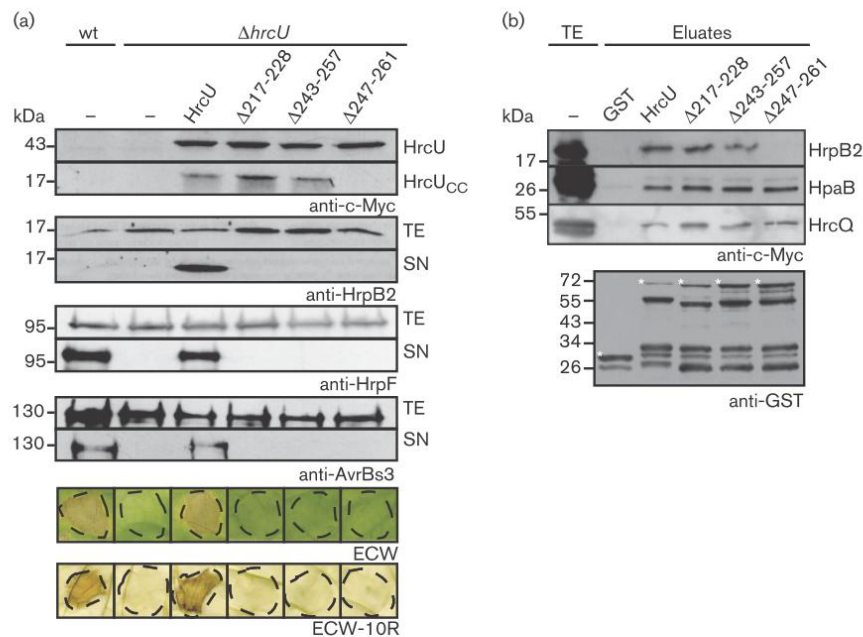 (a)
wt ΔhrcU
– – HrcU Δ217-228 Δ243-257 Δ247-261
kDa
43 HrcU
17 HrcU_CC
anti-c-Myc
17 TE
17 SN
anti-HrpB2
95 TE
95 SN
anti-HrpF
130 TE
130 SN
anti-AvrBs3
ECW
ECW-10R
(b)
TE Eluates
– GST HrcU Δ217-228 Δ243-257 Δ247-261
kDa
17 HrpB2
26 HpaB
55 HrcQ
anti-c-Myc
72
55
43
34
26
anti-GST